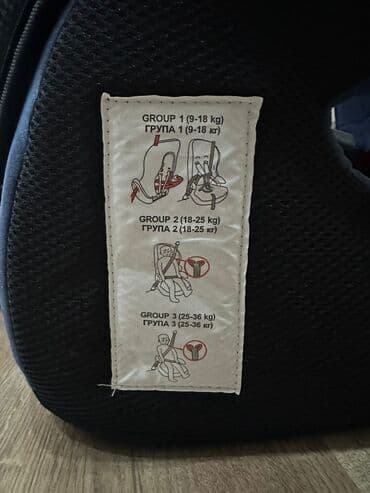 GROUP 1 (9-18 kg)
ГРУПА 1 (9-18 кг)
GROUP 2 (18-25 kg)
ГРУПА 2 (18-25 кг)
GROUP 3 (25-36 kg)
ГРУПА 3 (25-36 кг)